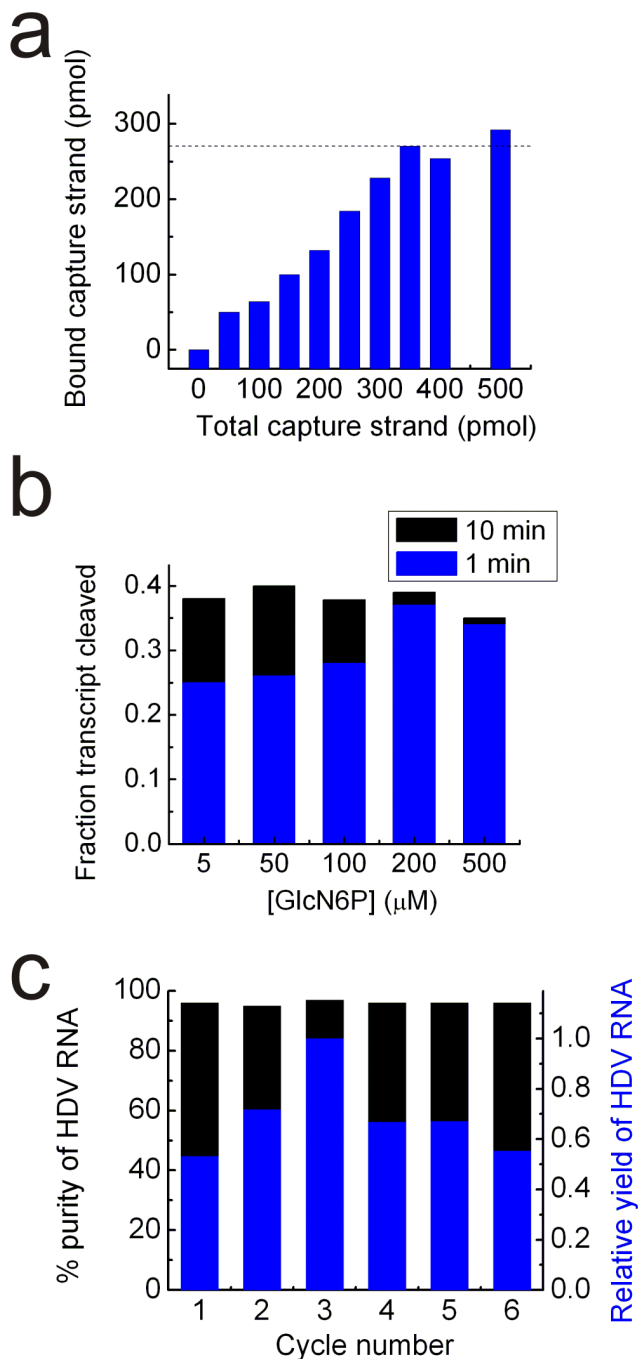 a
Bound capture strand (pmol)
300
200
100
0
0 100 200 300 400 500
Total capture strand (pmol)
b
10 min
1 min
Fraction transcript cleaved
0.4
0.3
0.2
0.1
0.0
5 50 100 200 500
[GlcN6P] (μM)
c
% purity of HDV RNA
100
80
60
40
20
0
1.0
0.8
0.6
0.4
0.2
0.0
Relative yield of HDV RNA
1 2 3 4 5 6
Cycle number